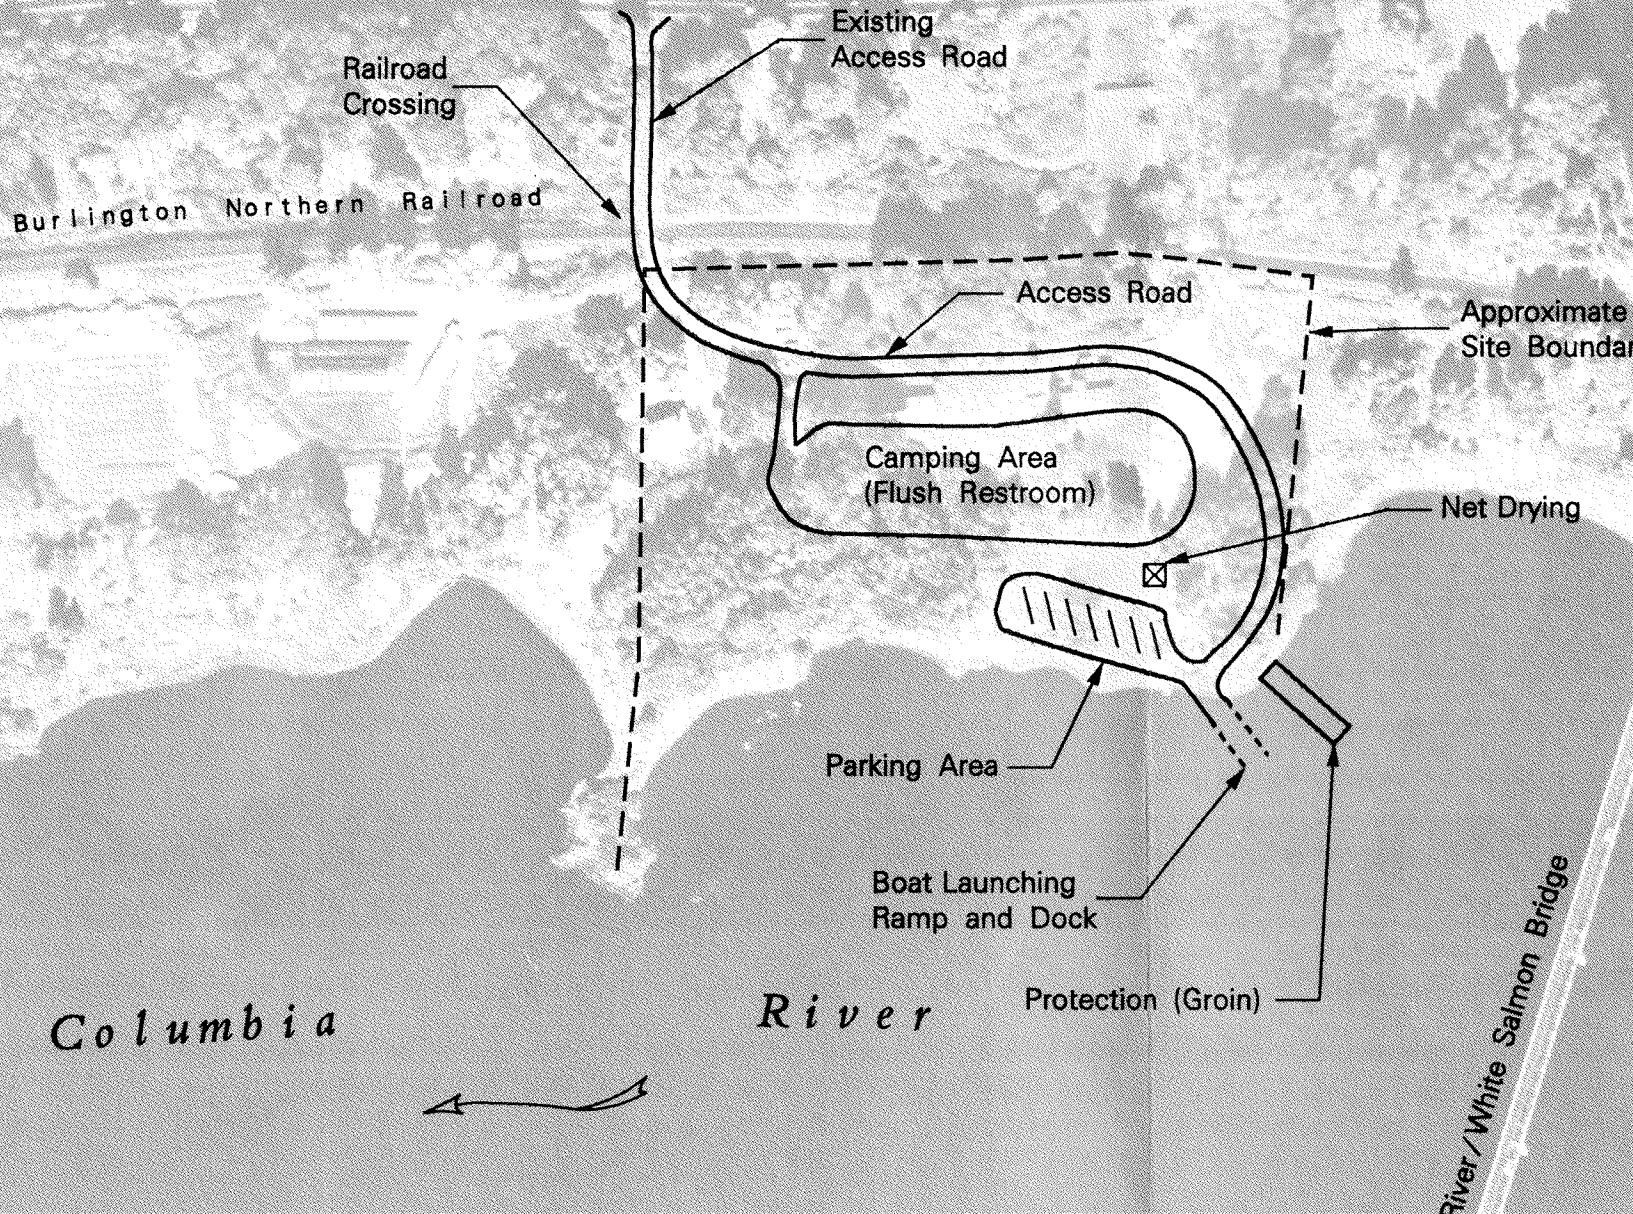 Existing
Access Road
Railroad
Crossing
Burlington Northern Railroad
Access Road
Approximate
Site Boundar
Camping Area
(Flush Restroom)
Net Drying
Parking Area
Boat Launching
Ramp and Dock
Protection (Groin)
Columbia River
River/White Salmon Bridge